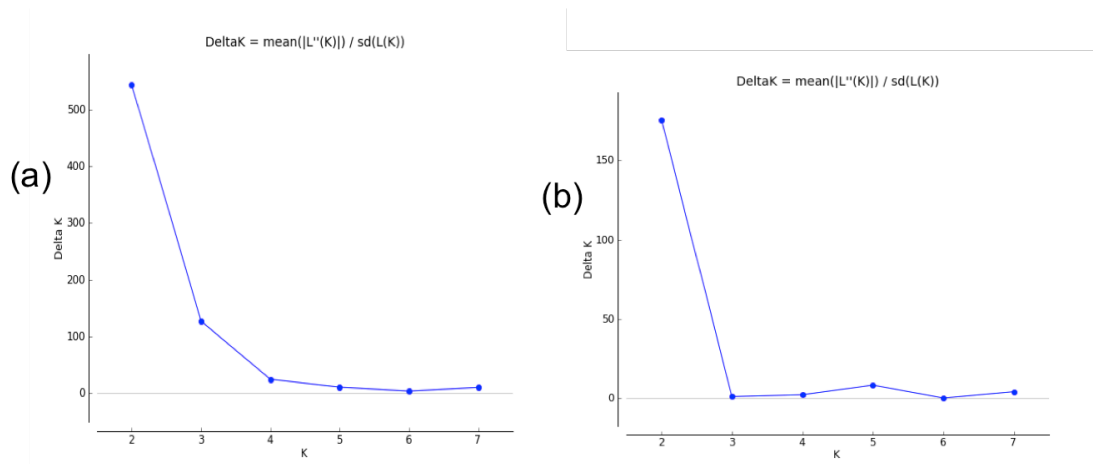 (a)
DeltaK = mean(|L''(K)|) / sd(L(K))
500
400
300
200
100
0
Delta K
2 3 4 5 6 7
K
(b)
DeltaK = mean(|L''(K)|) / sd(L(K))
150
100
50
0
Delta K
2 3 4 5 6 7
K